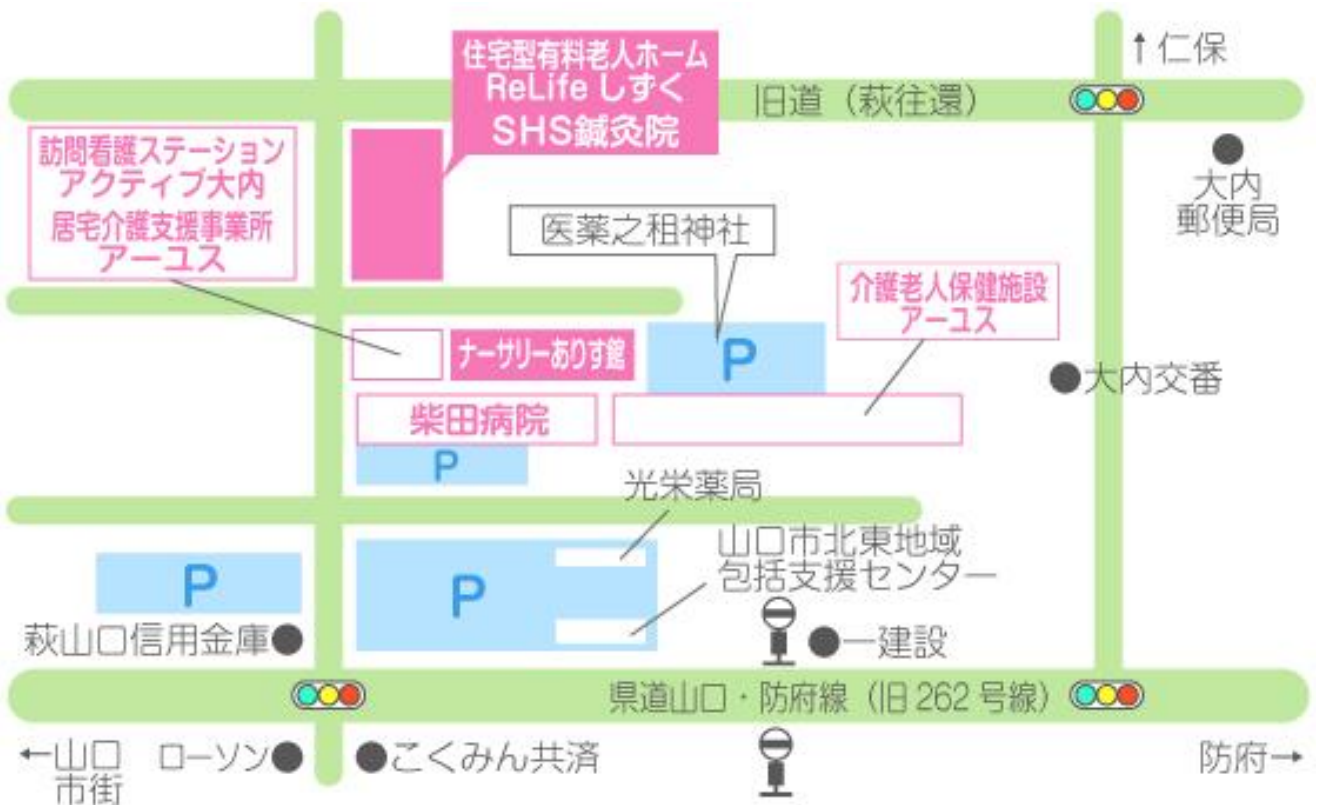 住宅型有料老人ホーム
ReLife しずく
SHS鍼灸院
↑仁保
旧道（萩往還）
訪問看護ステーション
アクティブ大内
居宅介護支援事業所
アーユス
大内
郵便局
医薬之祖神社
介護老人保健施設
アーユス
ナーサリーありす館
P
●大内交番
柴田病院
P
光栄薬局
山口市北東地域
包括支援センター
P
P
萩山口信用金庫●
●一建設
県道山口・防府線（旧262号線）
←山口
市街
ローソン●
●こくみん共済
防府→